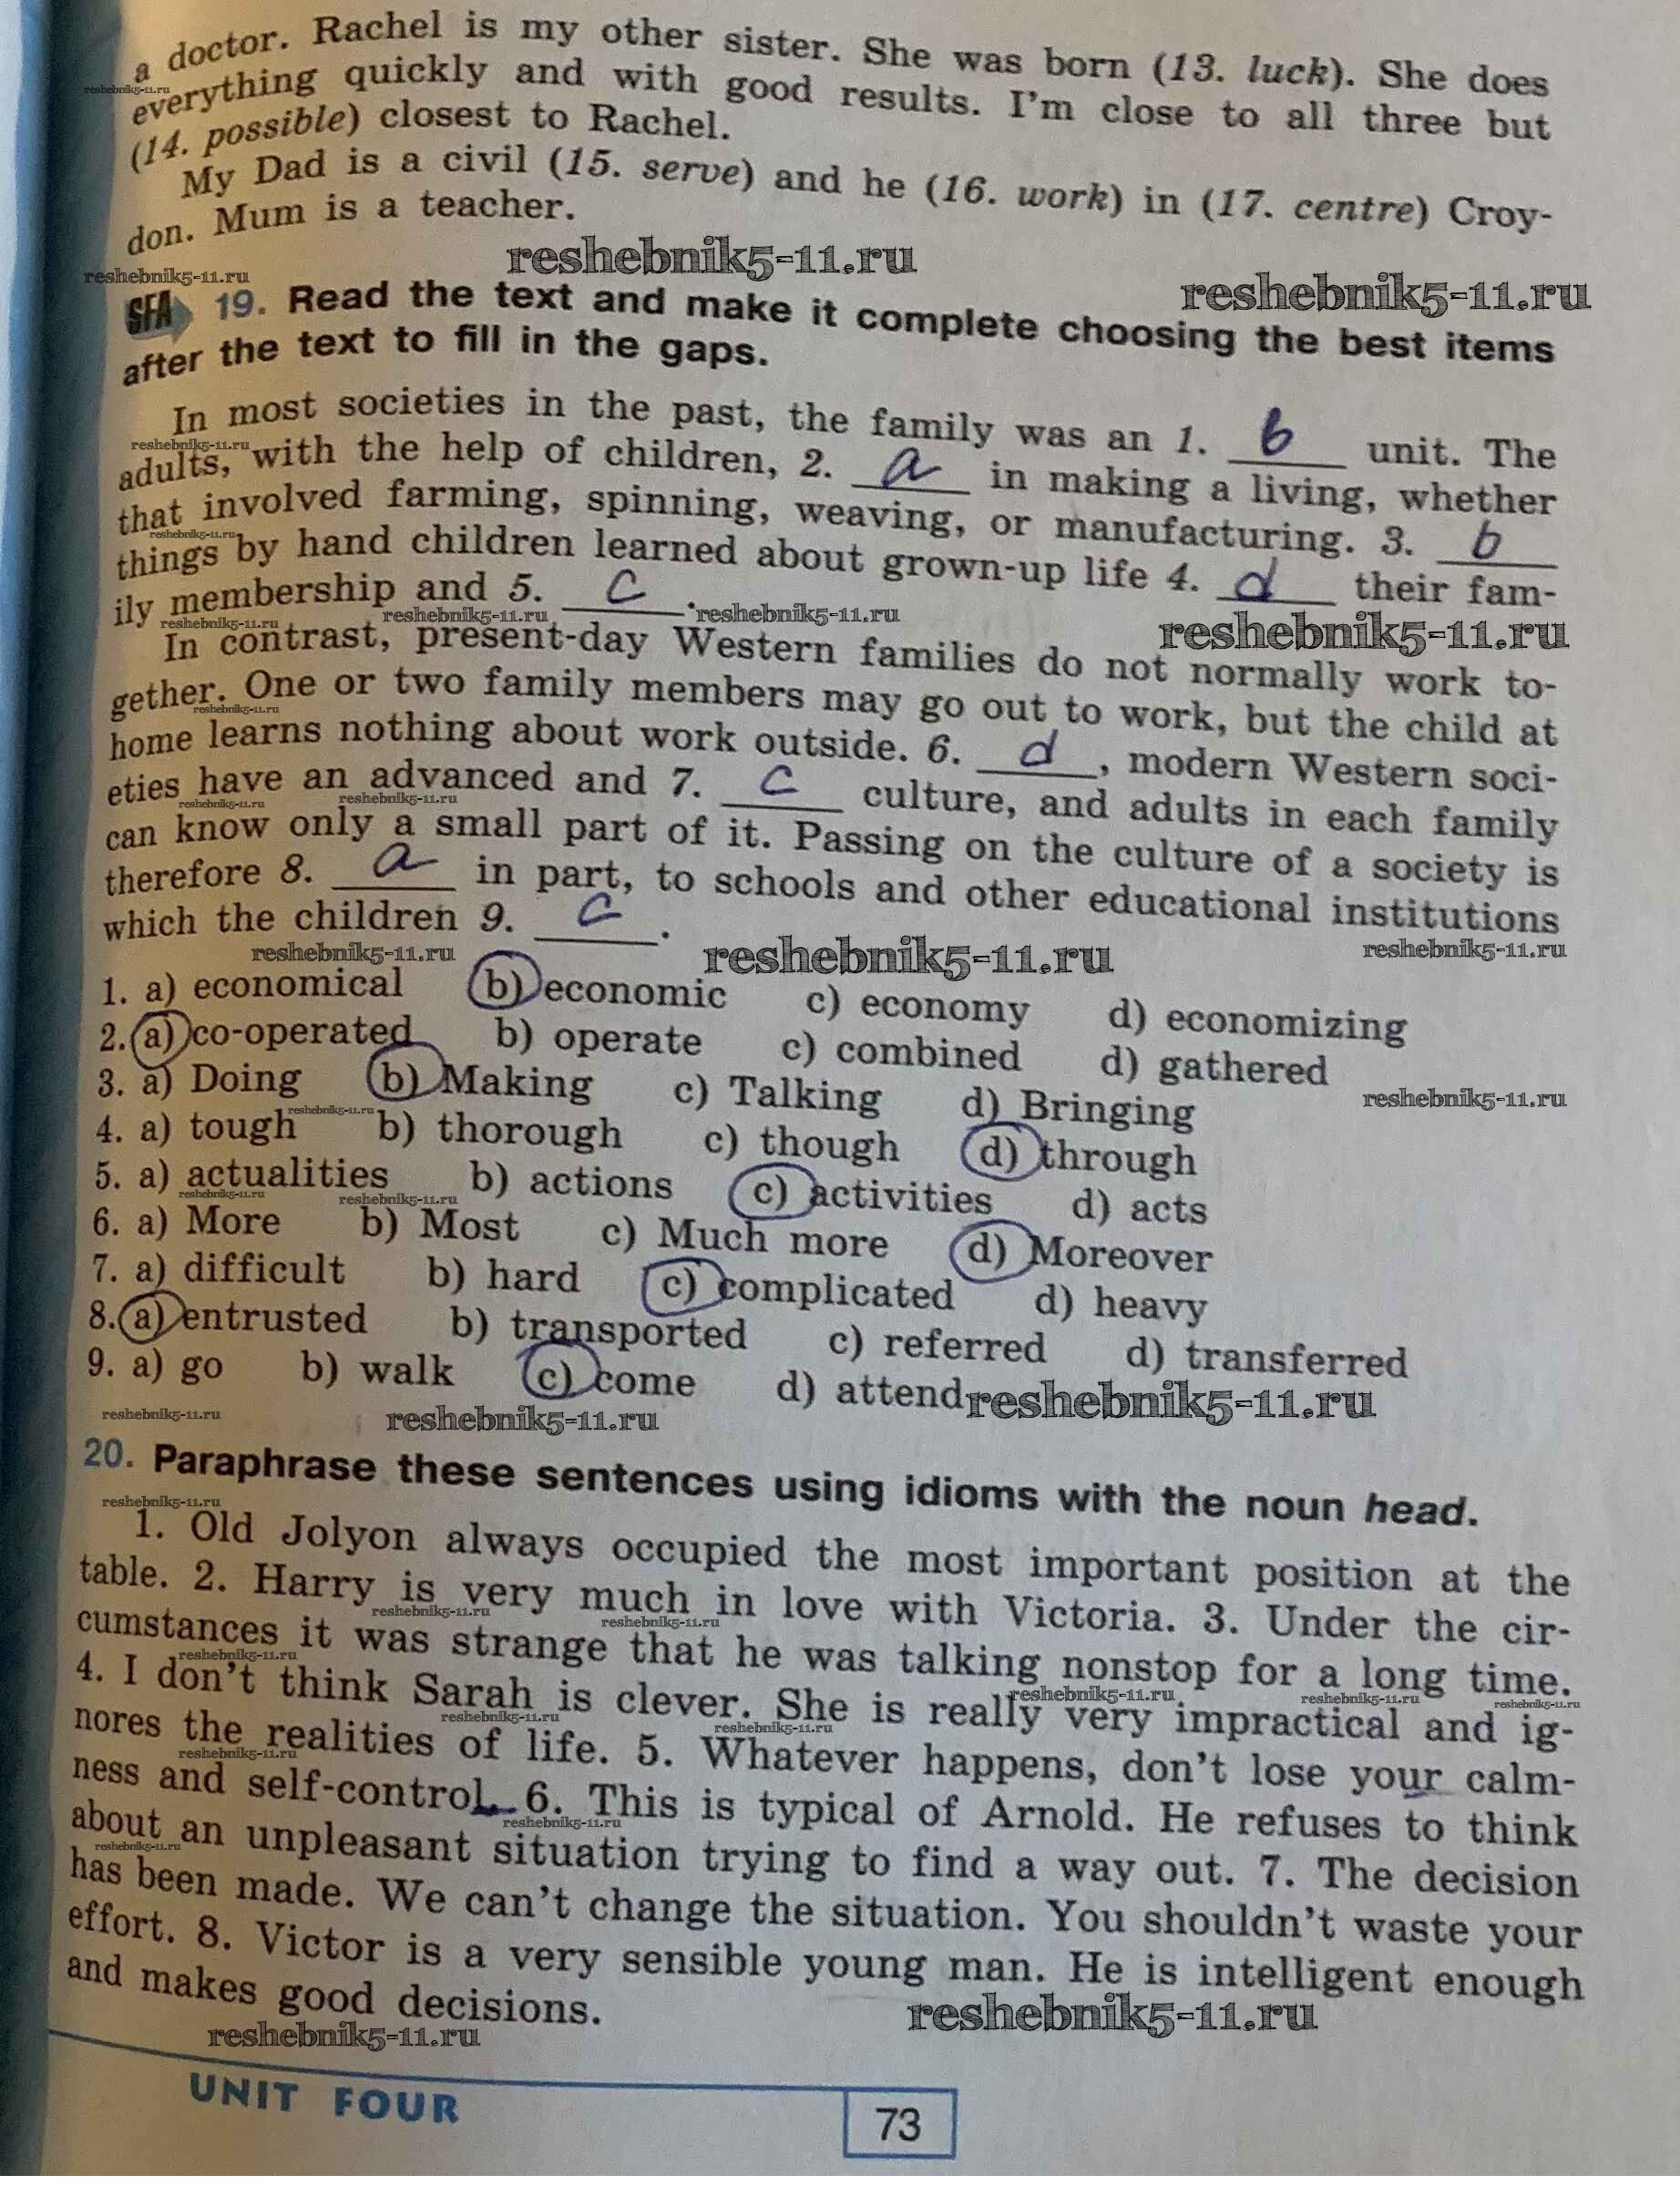 a doctor. Rachel is my other sister. She was born (13. luck). She does
everything quickly and with good results. I'm close to all three but
(14. possible) closest to Rachel.
My Dad is a civil (15. serve) and he (16. work) in (17. centre) Croy-
don. Mum is a teacher.
reshebnik5-11.ru
SFA 19. Read the text and make it complete choosing the best items
after the text to fill in the gaps.
In most societies in the past, the family was an 1. b unit. The
adults, with the help of children, 2. a in making a living, whether
that involved farming, spinning, weaving, or manufacturing. 3. b
things by hand children learned about grown-up life 4. d their fam-
ily membership and 5. c.
In contrast, present-day Western families do not normally work to-
gether. One or two family members may go out to work, but the child at
home learns nothing about work outside. 6. d, modern Western soci-
eties have an advanced and 7. c culture, and adults in each family
can know only a small part of it. Passing on the culture of a society is
therefore 8. a in part, to schools and other educational institutions
which the children 9. c.
1. a) economical b) economic c) economy d) economizing
2. a) co-operated b) operate c) combined d) gathered
3. a) Doing b) Making c) Talking d) Bringing
4. a) tough b) thorough c) though d) through
5. a) actualities b) actions c) activities d) acts
6. a) More b) Most c) Much more d) Moreover
7. a) difficult b) hard c) complicated d) heavy
8. a) entrusted b) transported c) referred d) transferred
9. a) go b) walk c) come d) attend
20. Paraphrase these sentences using idioms with the noun head.
1. Old Jolyon always occupied the most important position at the
table. 2. Harry is very much in love with Victoria. 3. Under the cir-
cumstances it was strange that he was talking nonstop for a long time.
4. I don't think Sarah is clever. She is really very impractical and ig-
nores the realities of life. 5. Whatever happens, don't lose your calm-
ness and self-control. 6. This is typical of Arnold. He refuses to think
about an unpleasant situation trying to find a way out. 7. The decision
has been made. We can't change the situation. You shouldn't waste your
effort. 8. Victor is a very sensible young man. He is intelligent enough
and makes good decisions.
UNIT FOUR
73